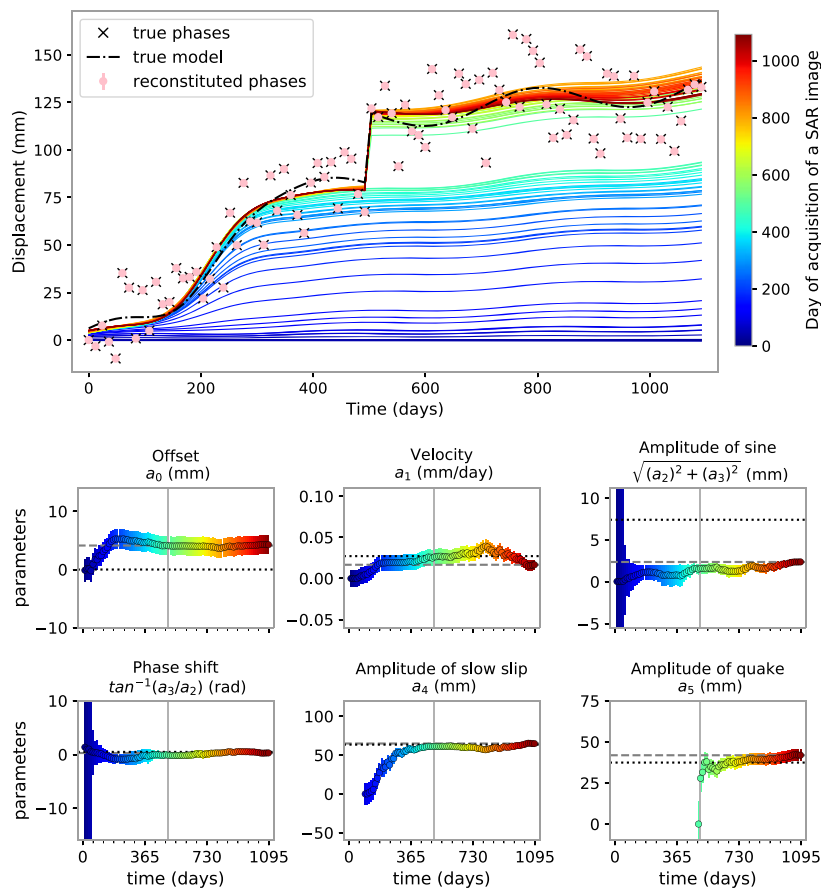 true phases
true model
reconstituted phases
Displacement (mm)
150
125
100
75
50
25
0
0
200
400
600
800
1000
Time (days)
1000
800
600
400
200
0
Day of acquisition of a SAR image
Offset
a₀ (mm)
Velocity
a₁ (mm/day)
Amplitude of sine
√(a₂)² + (a₃)² (mm)
parameters
10
0
−10
0.10
0.05
0.00
−0.05
10
5
0
−5
Phase shift
tan⁻¹(a₃/a₂) (rad)
Amplitude of slow slip
a₄ (mm)
Amplitude of quake
a₅ (mm)
parameters
10
0
−10
100
50
0
−50
75
50
25
0
0 365 730 1095
0 365 730 1095
0 365 730 1095
time (days)
time (days)
time (days)